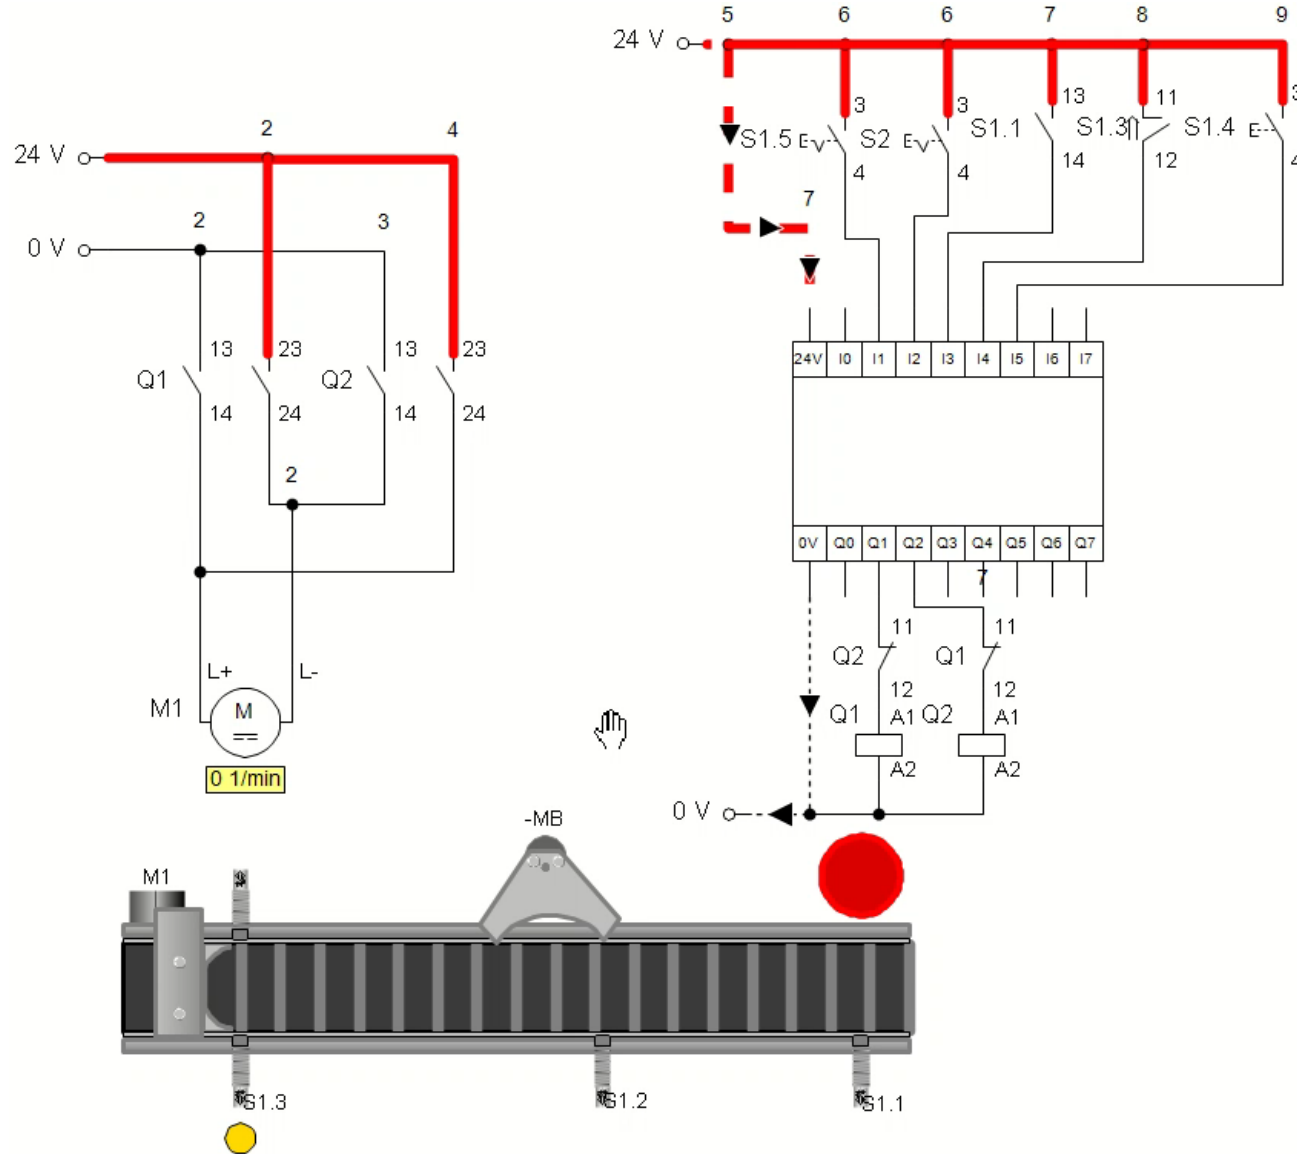 5 6 6 7 8 9
24 V
3 3 13 11 3
S1.5 S2 S1.1 S1.3 S1.4
4 4 14 12 4
7
2 4
24 V
2 3
0 V
13 23 13 23
Q1 Q2
14 24 14 24
2
L+ L-
M1 M
0 1/min
24V I0 I1 I2 I3 I4 I5 I6 I7
0V Q0 Q1 Q2 Q3 Q4 Q5 Q6 Q7
7
11 11
Q2 Q1
12 12
Q1 A1 Q2 A1
A2 A2
0 V
-MB
M1
S1.3 S1.2 S1.1